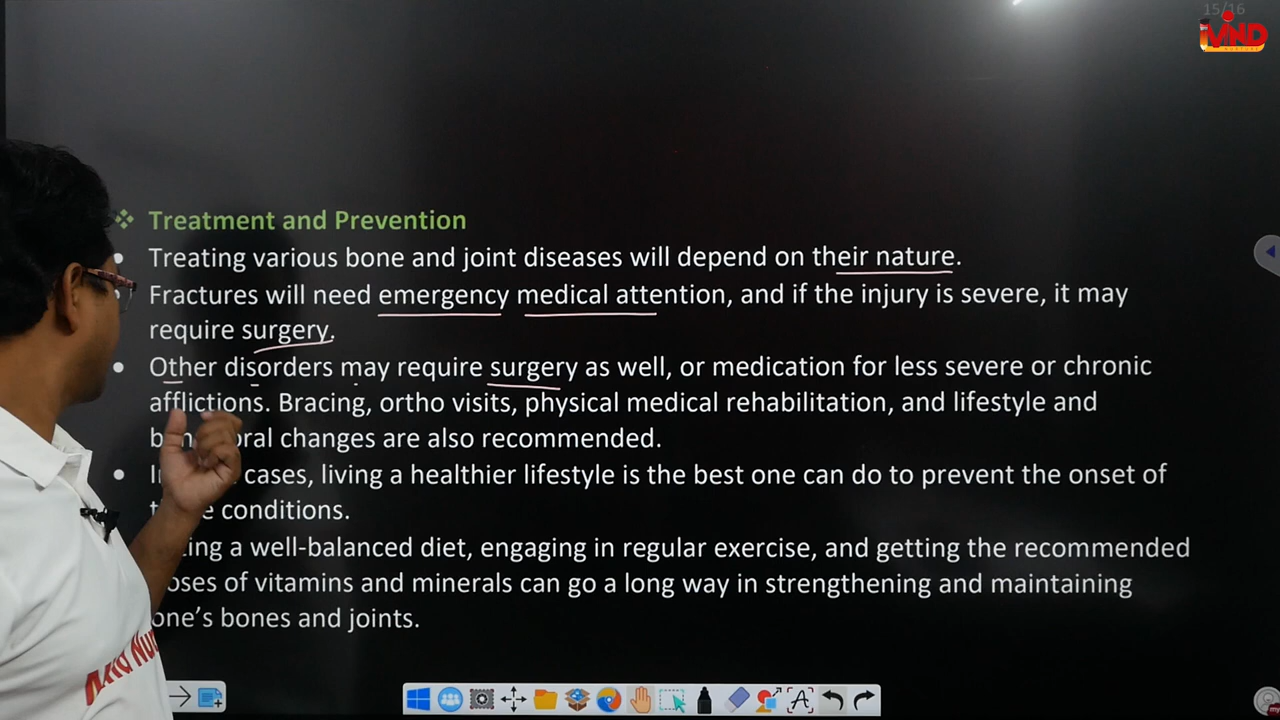 15/16
ViND
Treatment and Prevention
• Treating various bone and joint diseases will depend on their nature.
Fractures will need emergency medical attention, and if the injury is severe, it may
require surgery.
• Other disorders may require surgery as well, or medication for less severe or chronic
afflictions. Bracing, ortho visits, physical medical rehabilitation, and lifestyle and
changes are also recommended.
• cases, living a healthier lifestyle is the best one can do to prevent the onset of
conditions.
a well-balanced diet, engaging in regular exercise, and getting the recommended
of vitamins and minerals can go a long way in strengthening and maintaining
one's bones and joints.